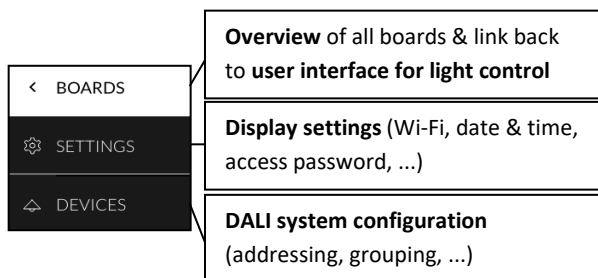 Overview of all boards & link back
to user interface for light control
< BOARDS
Display settings (Wi-Fi, date & time,
access password, ...)
SETTINGS
DALI system configuration
(addressing, grouping, ...)
DEVICES